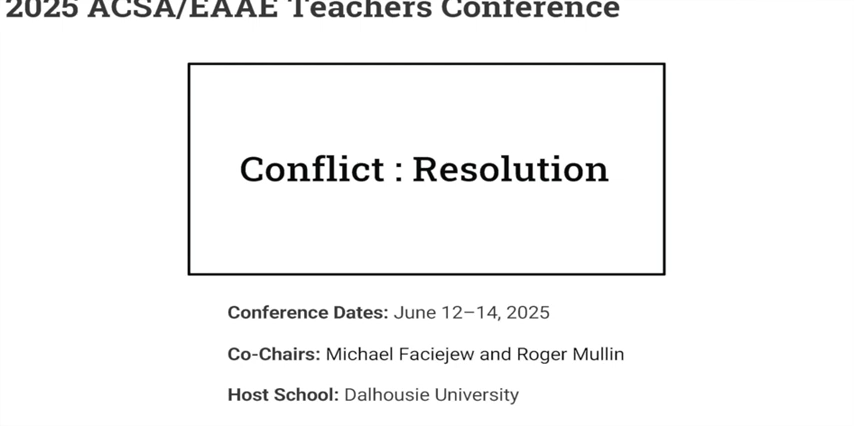 2025 ACSA/EAAE Teachers Conference
Conflict : Resolution
Conference Dates: June 12–14, 2025
Co-Chairs: Michael Faciejew and Roger Mullin
Host School: Dalhousie University